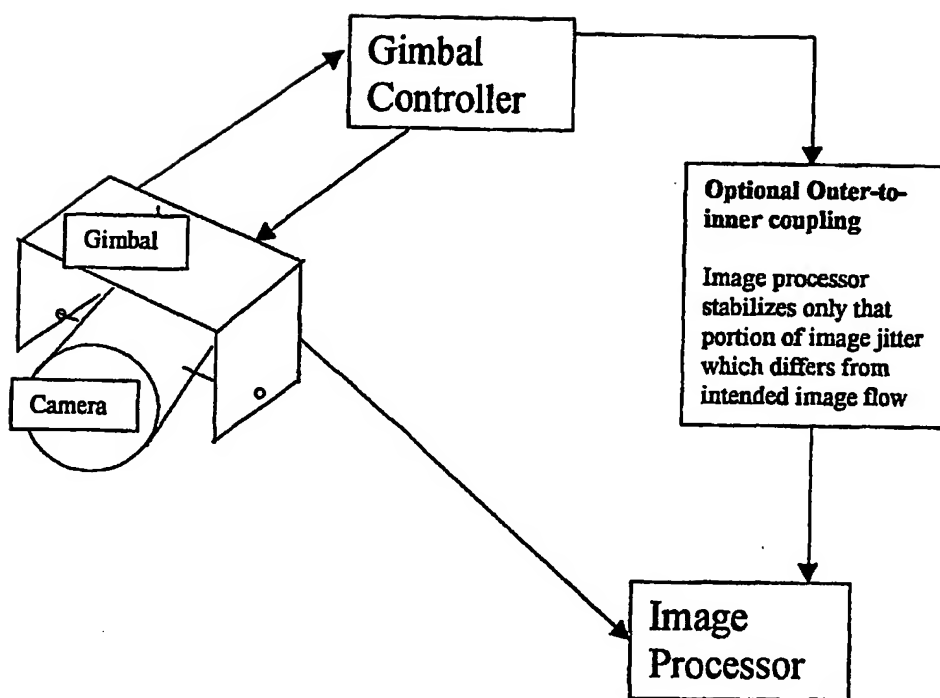 Gimbal
Controller
Optional Outer-to-
inner coupling
Image processor
stabilizes only that
portion of image jitter
which differs from
intended image flow
Gimbal
Camera
Image
Processor